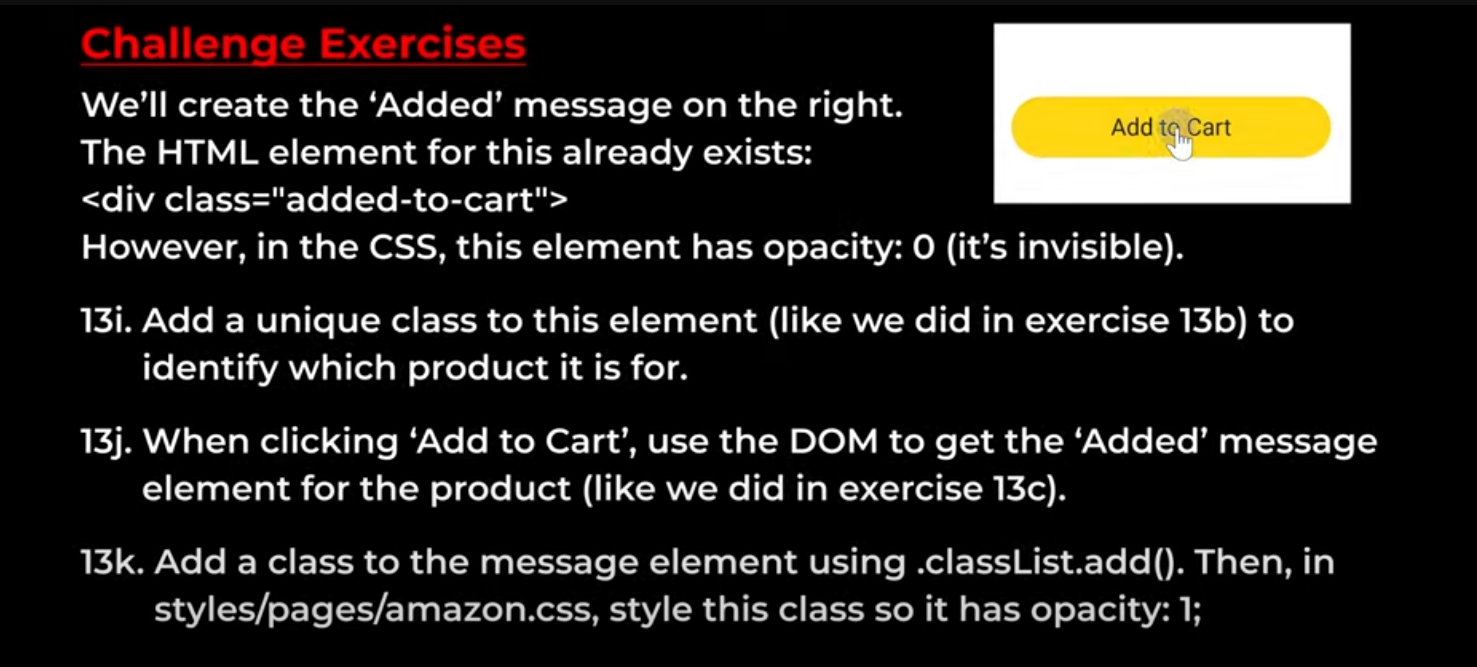 Challenge Exercises
We’ll create the ‘Added’ message on the right.
Add to Cart
The HTML element for this already exists:
<div class="added-to-cart">
However, in the CSS, this element has opacity: 0 (it’s invisible).
13i. Add a unique class to this element (like we did in exercise 13b) to
identify which product it is for.
13j. When clicking ‘Add to Cart’, use the DOM to get the ‘Added’ message
element for the product (like we did in exercise 13c).
13k. Add a class to the message element using .classList.add(). Then, in
styles/pages/amazon.css, style this class so it has opacity: 1;